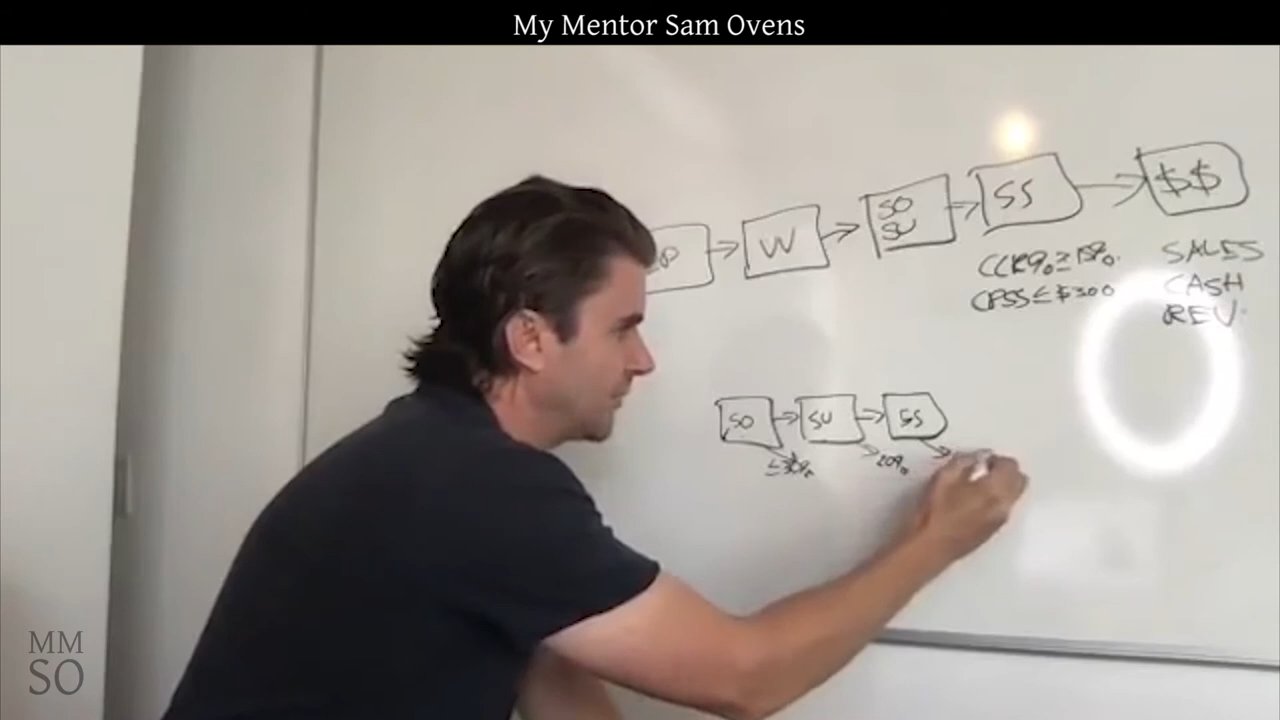 My Mentor Sam Ovens
W
SO
SU
SS
$$
CCR% ≥ 15%.
CPSS ≤ $300
SALES
CASH
REV.
SO
SU
SS
≤30%
20%
MM
SO